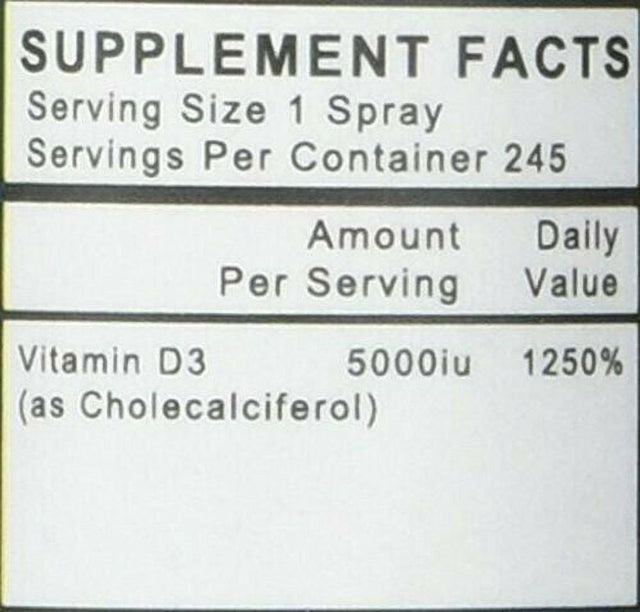 SUPPLEMENT FACTS
Serving Size 1 Spray
Servings Per Container 245
Amount Daily
Per Serving Value
Vitamin D3 5000iu 1250%
(as Cholecalciferol)